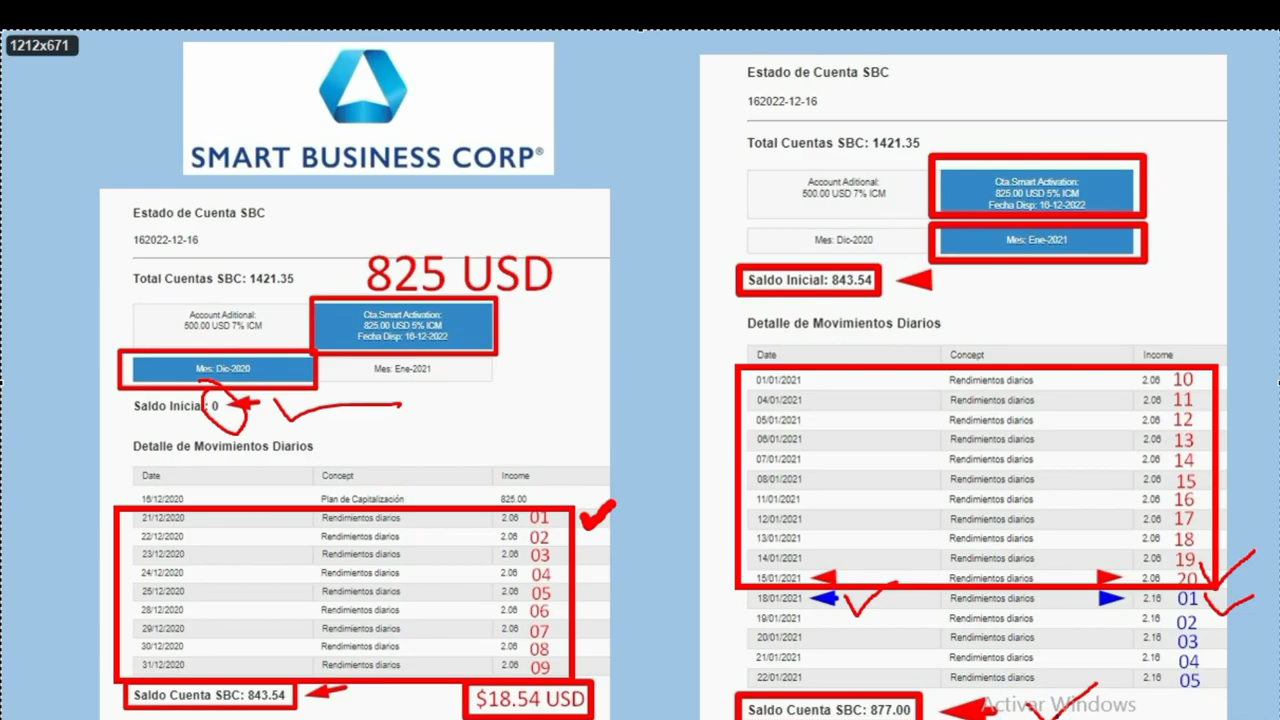 1212x671
SMART BUSINESS CORP®
Estado de Cuenta SBC
162022-12-16
825 USD
Total Cuentas SBC: 1421.35
Account Aditional:
500.00 USD 7% ICM
Cta.Smart Activation:
825.00 USD 5% ICM
Fecha Disp: 16-12-2022
Mes: Dic-2020 Mes: Ene-2021
Saldo Inicial: 0
Detalle de Movimientos Diarios
Date Concept Income
16/12/2020 Plan de Capitalización 825.00
21/12/2020 Rendimientos diarios 2.06 01
22/12/2020 Rendimientos diarios 2.06 02
23/12/2020 Rendimientos diarios 2.06 03
24/12/2020 Rendimientos diarios 2.06 04
25/12/2020 Rendimientos diarios 2.06 05
28/12/2020 Rendimientos diarios 2.06 06
29/12/2020 Rendimientos diarios 2.06 07
30/12/2020 Rendimientos diarios 2.06 08
31/12/2020 Rendimientos diarios 2.06 09
Saldo Cuenta SBC: 843.54 $18.54 USD
Estado de Cuenta SBC
162022-12-16
Total Cuentas SBC: 1421.35
Account Aditional:
500.00 USD 7% ICM
Cta.Smart Activation:
825.00 USD 5% ICM
Fecha Disp: 16-12-2022
Mes: Dic-2020 Mes: Ene-2021
Saldo Inicial: 843.54
Detalle de Movimientos Diarios
Date Concept Income
01/01/2021 Rendimientos diarios 2.06 10
04/01/2021 Rendimientos diarios 2.06 11
05/01/2021 Rendimientos diarios 2.06 12
06/01/2021 Rendimientos diarios 2.06 13
07/01/2021 Rendimientos diarios 2.06 14
08/01/2021 Rendimientos diarios 2.06 15
11/01/2021 Rendimientos diarios 2.06 16
12/01/2021 Rendimientos diarios 2.06 17
13/01/2021 Rendimientos diarios 2.06 18
14/01/2021 Rendimientos diarios 2.06 19
15/01/2021 Rendimientos diarios 2.06 20
18/01/2021 Rendimientos diarios 2.16 01
19/01/2021 Rendimientos diarios 2.16 02
20/01/2021 Rendimientos diarios 2.16 03
21/01/2021 Rendimientos diarios 2.16 04
22/01/2021 Rendimientos diarios 2.16 05
Saldo Cuenta SBC: 877.00
Activar Windows